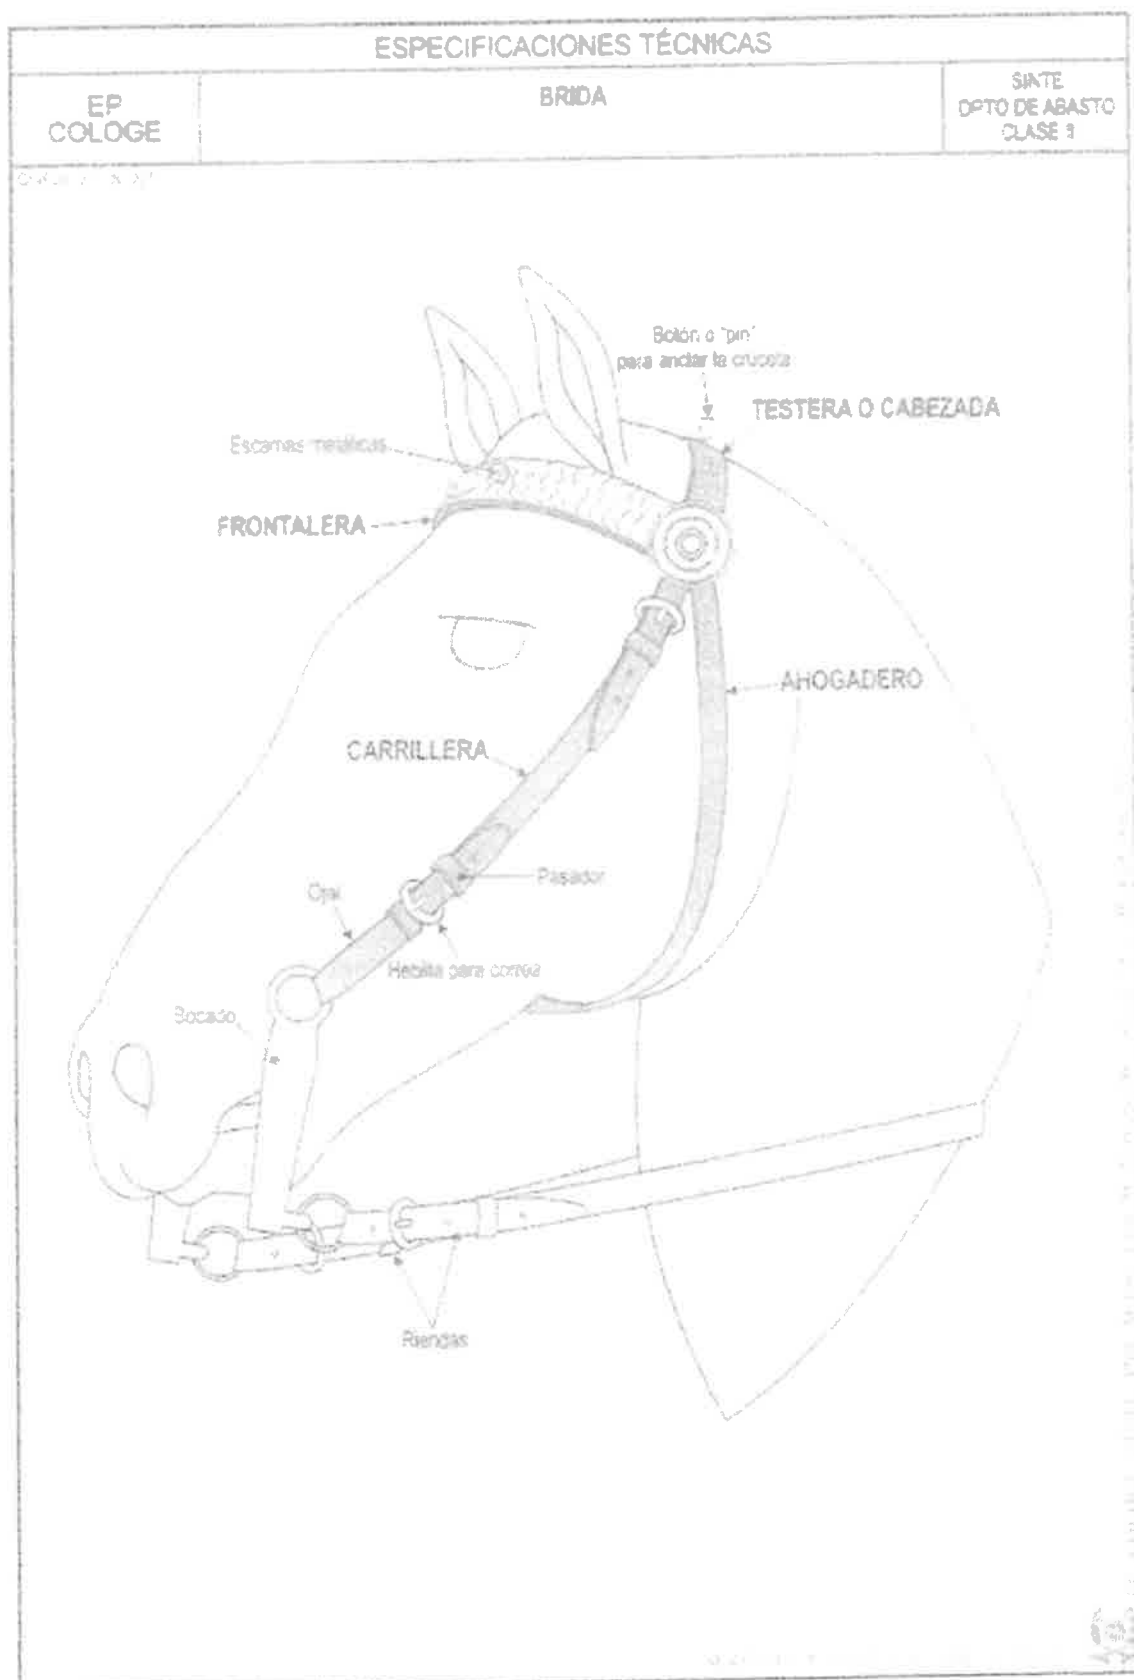 ESPECIFICACIONES TÉCNICAS
EP
COLOGE
BRIDA
SINTE
DPTO DE ABASTO
CLASE
Botón o "pin"
para anclar la cruceta
TESTERA O CABEZADA
Escamas metálicas
FRONTALERA
AHOGADERO
CARRILLERA
Pasador
Ojal
Hebilla para correa
Bocado
Riendas